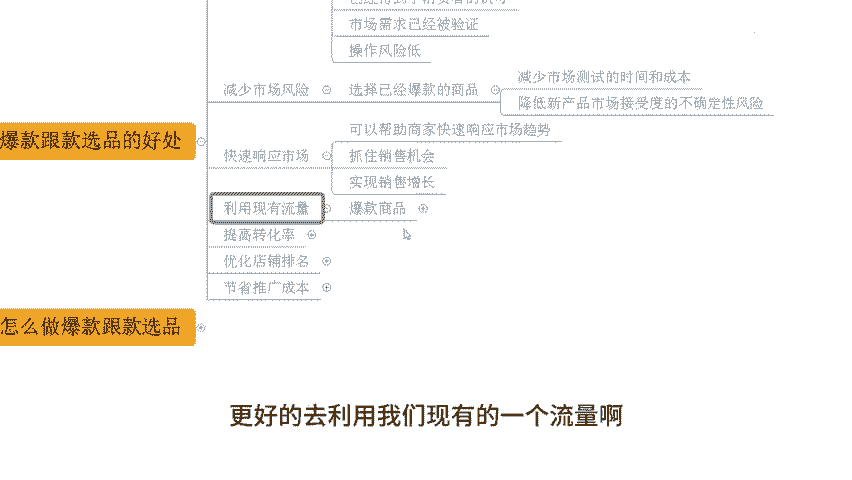 市场需求已经被验证
操作风险低
减少市场风险
选择已经爆款的商品
减少市场测试的时间和成本
降低新产品市场接受度的不确定性风险
爆款跟款选品的好处
可以帮助商家快速响应市场趋势
快速响应市场
抓住销售机会
实现销售增长
利用现有流量
爆款商品
提高转化率
优化店铺排名
节省推广成本
怎么做爆款跟款选品
更好的去利用我们现有的一个流量啊